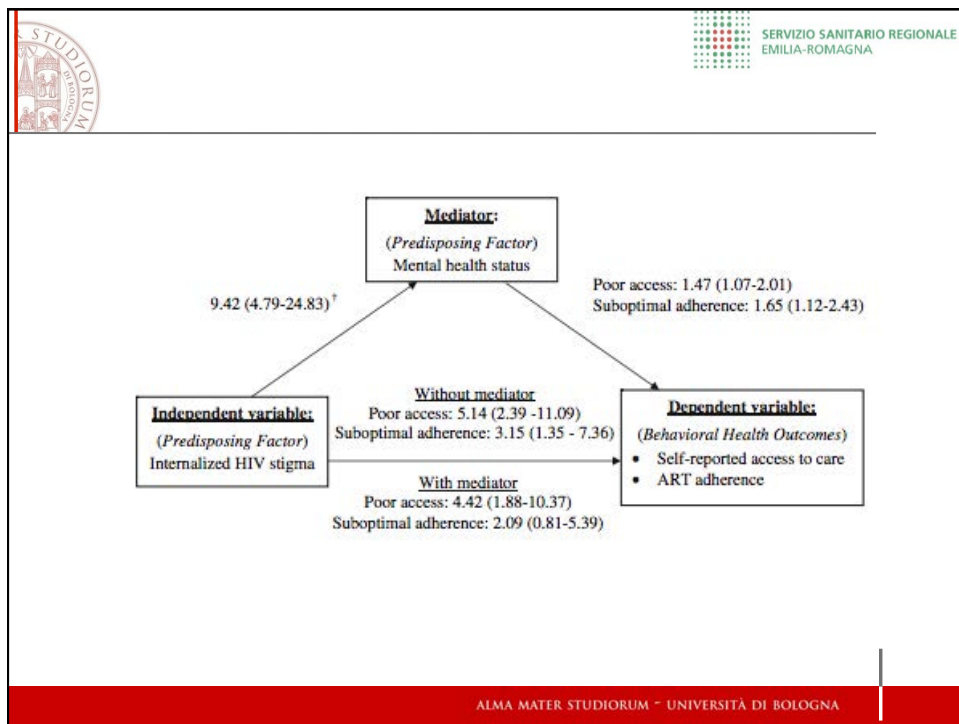 STUDIORUM
DI BOLOGNA
SERVIZIO SANITARIO REGIONALE
EMILIA-ROMAGNA
Mediator:
(Predisposing Factor)
Mental health status
9.42 (4.79-24.83)†
Poor access: 1.47 (1.07-2.01)
Suboptimal adherence: 1.65 (1.12-2.43)
Independent variable:
(Predisposing Factor)
Internalized HIV stigma
Without mediator
Poor access: 5.14 (2.39 -11.09)
Suboptimal adherence: 3.15 (1.35 - 7.36)
With mediator
Poor access: 4.42 (1.88-10.37)
Suboptimal adherence: 2.09 (0.81-5.39)
Dependent variable:
(Behavioral Health Outcomes)
• Self-reported access to care
• ART adherence
ALMA MATER STUDIORUM ~ UNIVERSITÀ DI BOLOGNA